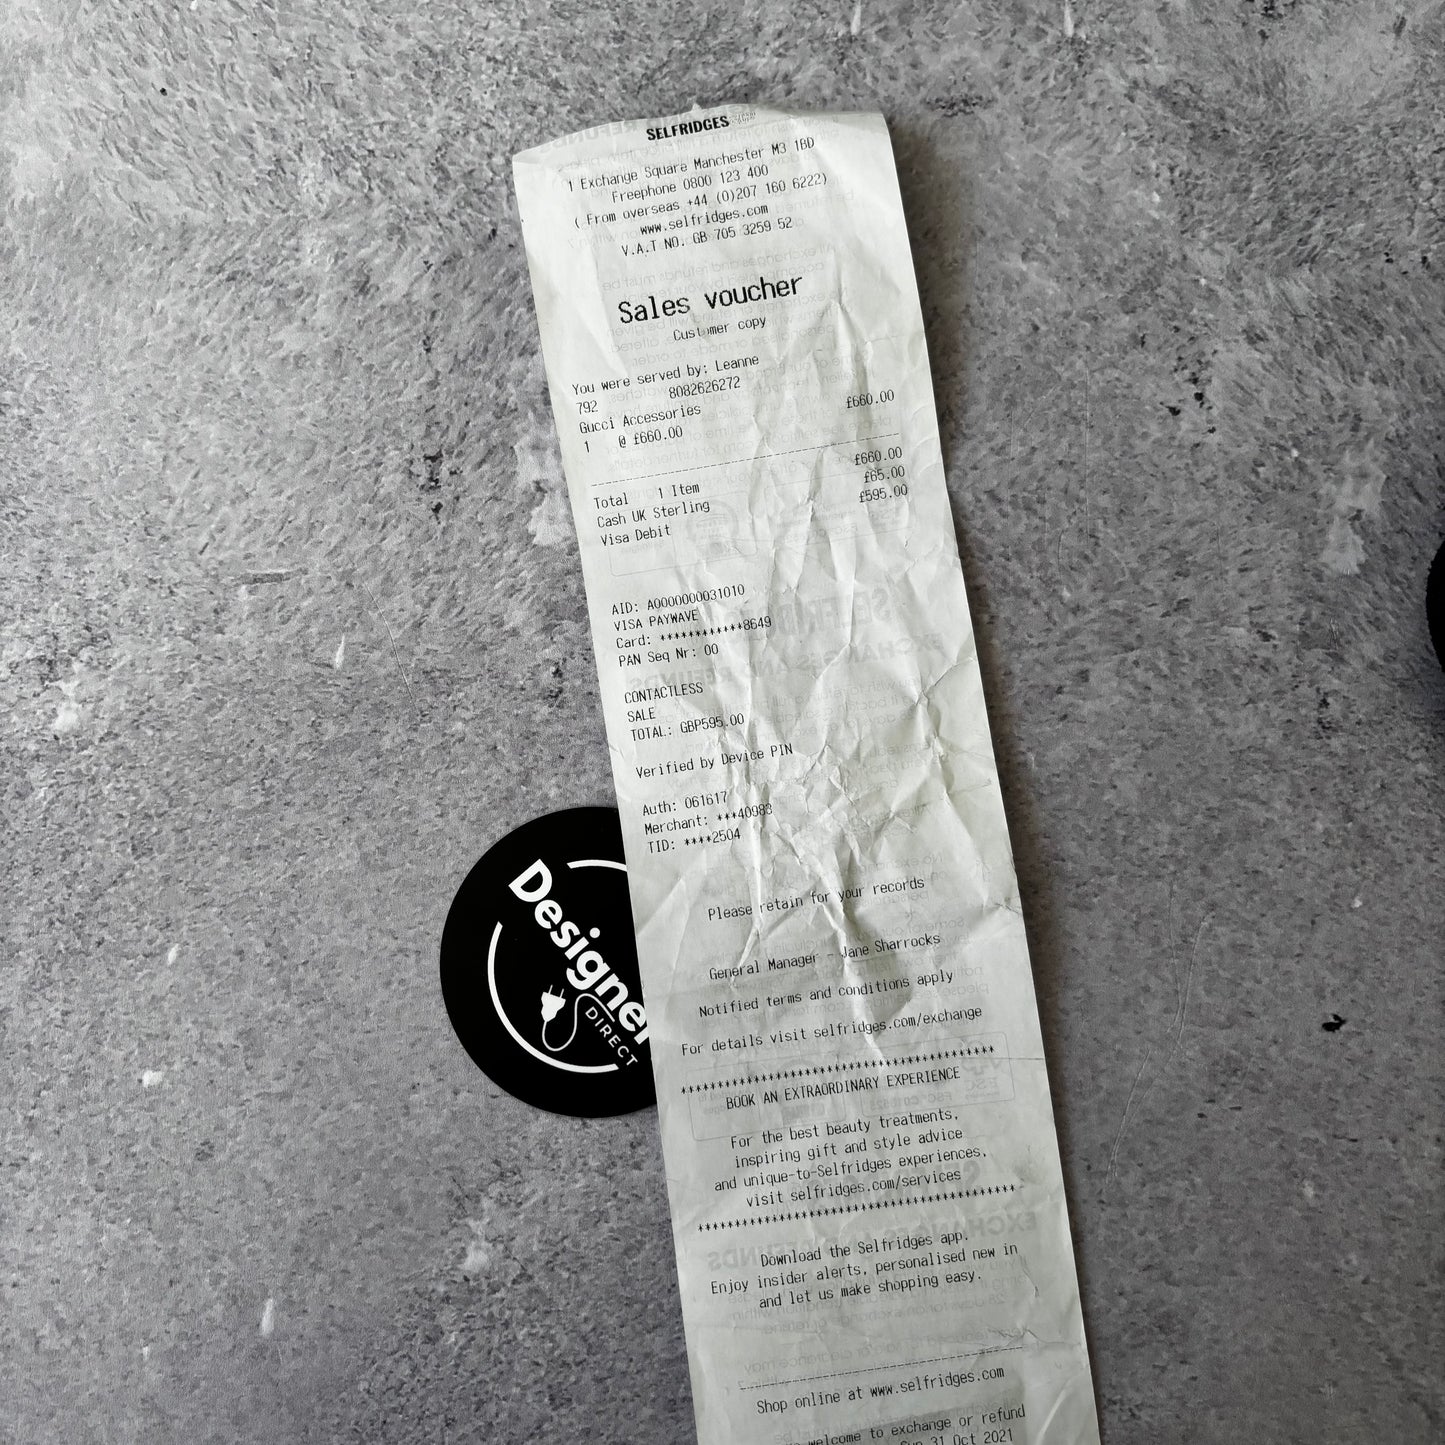 SELFRIDGES
1 Exchange Square Manchester M3 1BD
Freephone 0800 123 400
( From overseas +44 (0)207 160 6222)
www.selfridges.com
V.A.T NO. GB 705 3259 52
Sales voucher
Customer copy
You were served by: Leanne
792 8082626272
Gucci Accessories £660.00
1 @ £660.00
Total 1 Item £660.00
Cash UK Sterling £65.00
Visa Debit £595.00
AID: A0000000031010
VISA PAYWAVE
Card: ************8649
PAN Seq Nr: 00
CONTACTLESS
SALE
TOTAL: GBP595.00
Verified by Device PIN
Auth: 061617
Merchant: ***40983
TID: ****2504
Please retain for your records
General Manager - Jane Sharrocks
Notified terms and conditions apply
For details visit selfridges.com/exchange
*******************************************
BOOK AN EXTRAORDINARY EXPERIENCE
For the best beauty treatments,
inspiring gift and style advice
and unique-to-Selfridges experiences,
visit selfridges.com/services
*******************************************
Download the Selfridges app.
Enjoy insider alerts, personalised new in
and let us make shopping easy.
Shop online at www.selfridges.com
welcome to exchange or refund
Sun 31 Oct 2021
Designer
DIRECT